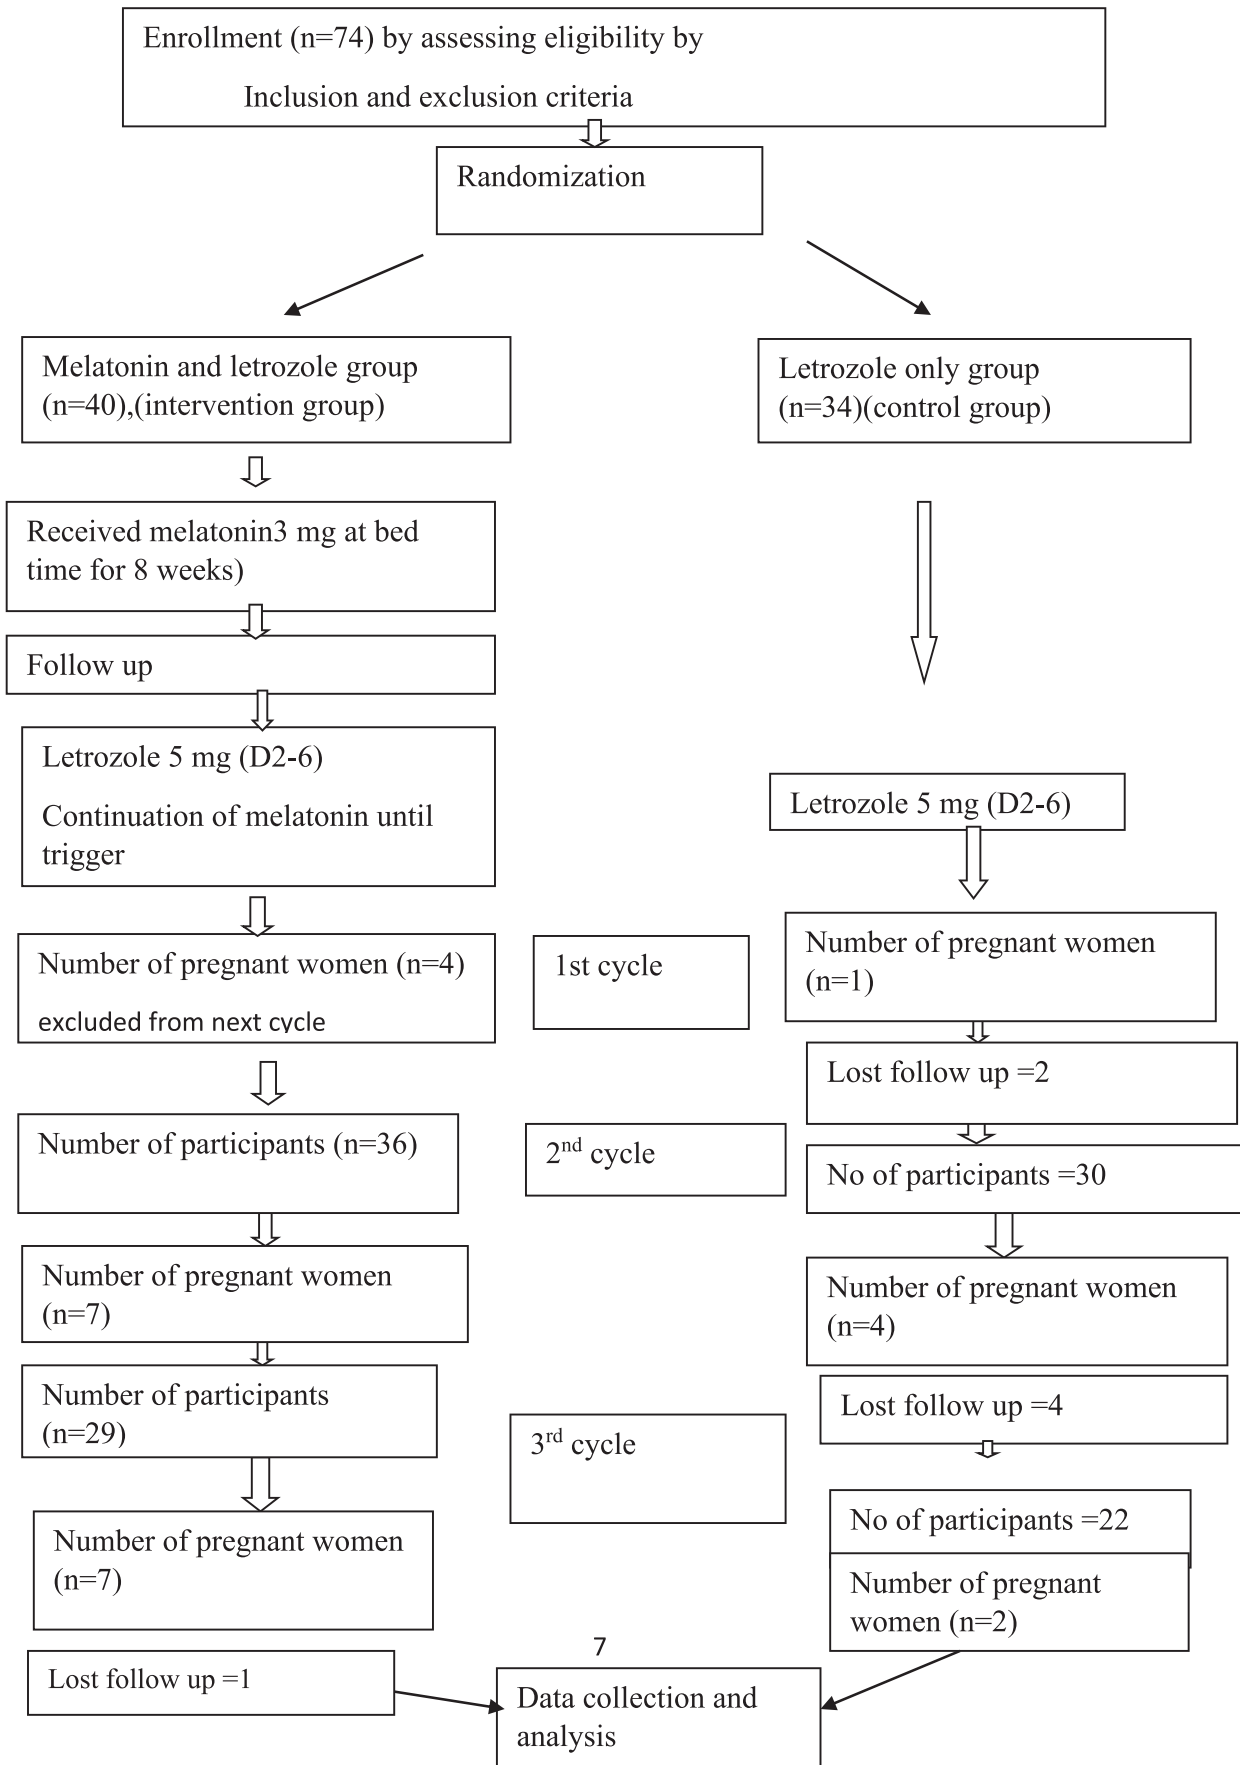 Enrollment (n=74) by assessing eligibility by
Inclusion and exclusion criteria
Randomization
Melatonin and letrozole group
(n=40),(intervention group)
Letrozole only group
(n=34)(control group)
Received melatonin3 mg at bed
time for 8 weeks)
Follow up
Letrozole 5 mg (D2-6)
Continuation of melatonin until
trigger
Letrozole 5 mg (D2-6)
Number of pregnant women (n=4)
excluded from next cycle
1st cycle
Number of pregnant women
(n=1)
Lost follow up =2
Number of participants (n=36)
2nd cycle
No of participants =30
Number of pregnant women
(n=7)
Number of pregnant women
(n=4)
Number of participants
(n=29)
3rd cycle
Lost follow up =4
Number of pregnant women
(n=7)
No of participants =22
Number of pregnant
women (n=2)
Lost follow up =1
7
Data collection and
analysis